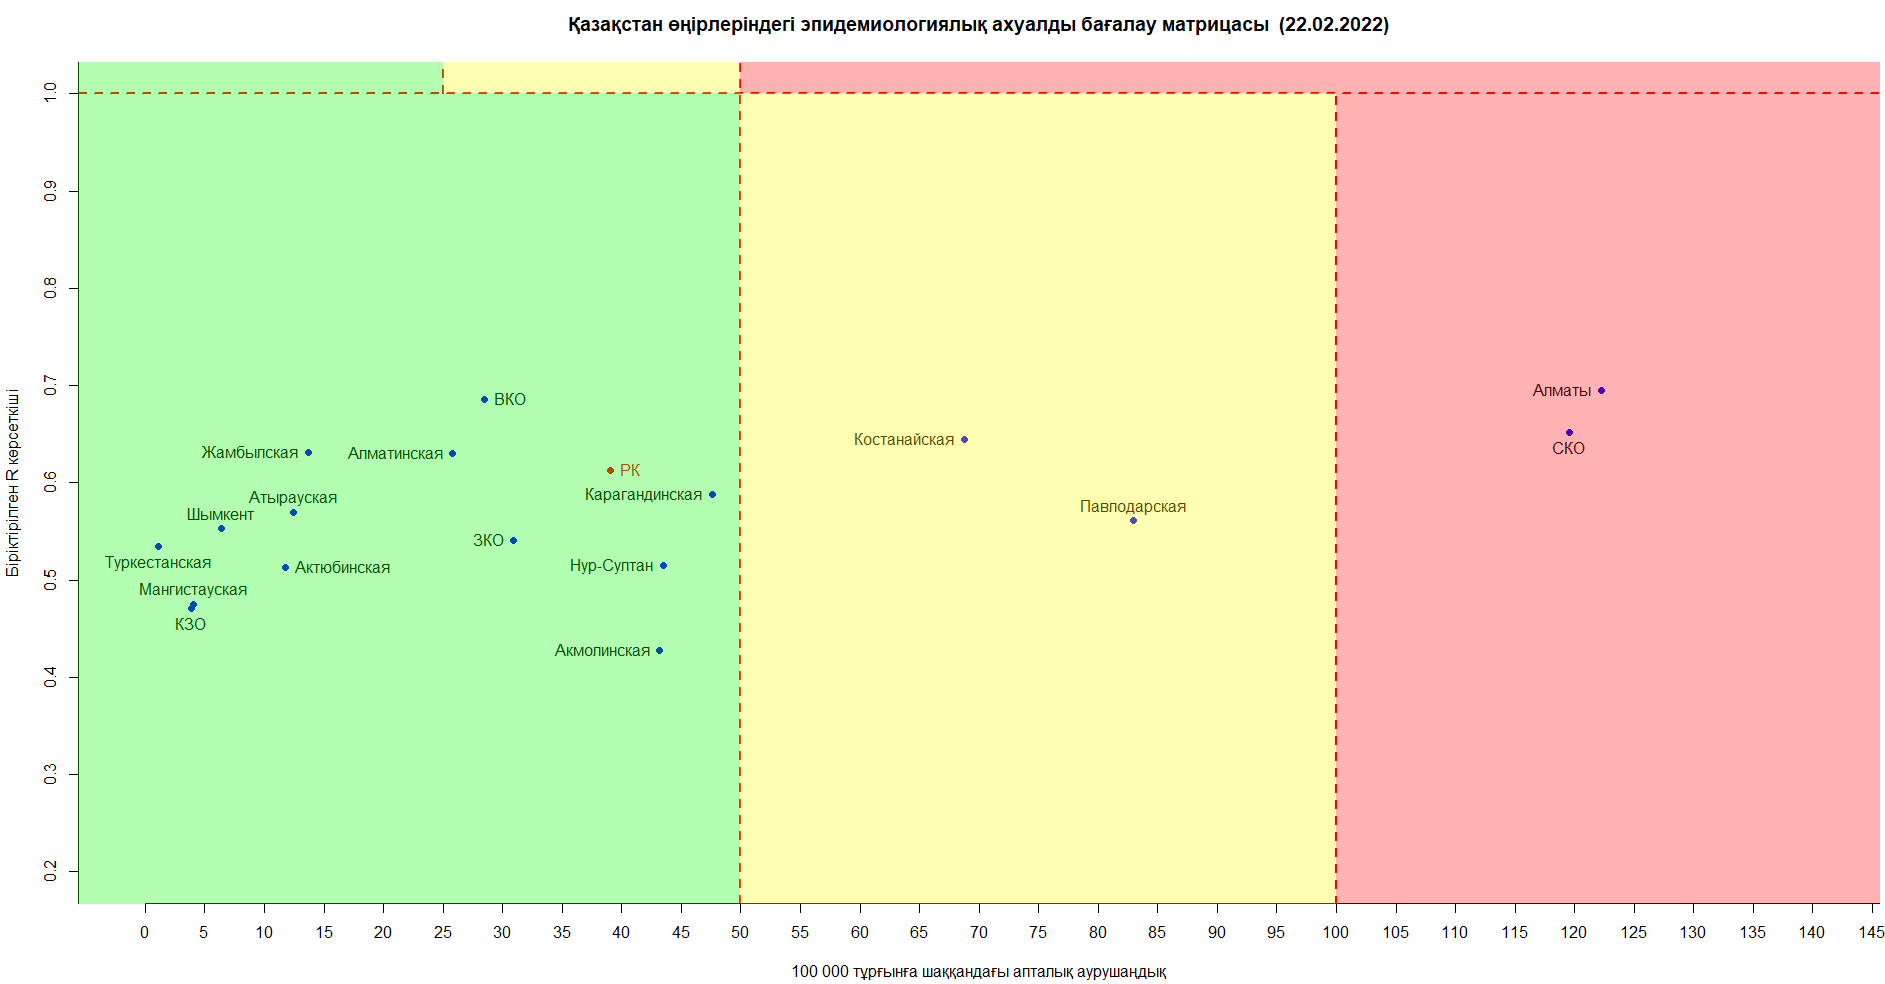 Қазақстан өңірлеріндегі эпидемиологиялық ахуалды бағалау матрицасы (22.02.2022)
Біріктірілген R көрсеткіші
1.0
0.9
0.8
0.7
0.6
0.5
0.4
0.3
0.2
Алматы
ВКО
Костанайская
СКО
Жамбылская
Алматинская
РК
Карагандинская
Атырауская
Павлодарская
Шымкент
ЗКО
Туркестанская
Актюбинская
Нур-Султан
Мангистауская
КЗО
Акмолинская
0 5 10 15 20 25 30 35 40 45 50 55 60 65 70 75 80 85 90 95 100 105 110 115 120 125 130 135 140 145
100 000 тұрғынға шаққандағы апталық аурушаңдық